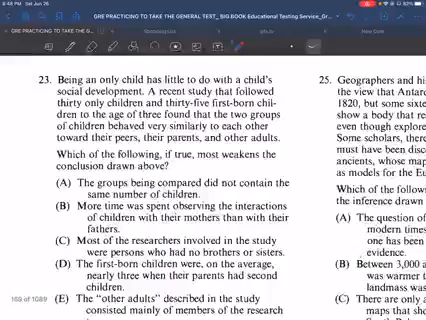 8:48 PM Sat Jun 26
92%
GRE PRACTICING TO TAKE THE GENERAL TEST_ BIG BOOK Educational Testing Service_Gr...
GRE PRACTICING TO TAKE THE G...
23. Being an only child has little to do with a child's
social development. A recent study that followed
thirty only children and thirty-five first-born chil-
dren to the age of three found that the two groups
of children behaved very similarly to each other
toward their peers, their parents, and other adults.
Which of the following, if true, most weakens the
conclusion drawn above?
(A) The groups being compared did not contain the
same number of children.
(B) More time was spent observing the interactions
of children with their mothers than with their
fathers.
(C) Most of the researchers involved in the study
were persons who had no brothers or sisters.
(D) The first-born children were, on the average,
nearly three when their parents had second
children.
169 of 1089
(E) The "other adults" described in the study
consisted mainly of members of the research
25. Geographers and his
the view that Antarc
1820, but some sixte
show a body that re
even though explore
Some scholars, there
must have been disc
ancients, whose map
as models for the Eu
Which of the follow
the inference drawn
(A) The question of
modern times
one has been
evidence.
(B) Between 3,000 a
was warmer t
landmass was
(C) There are only a
maps that sh